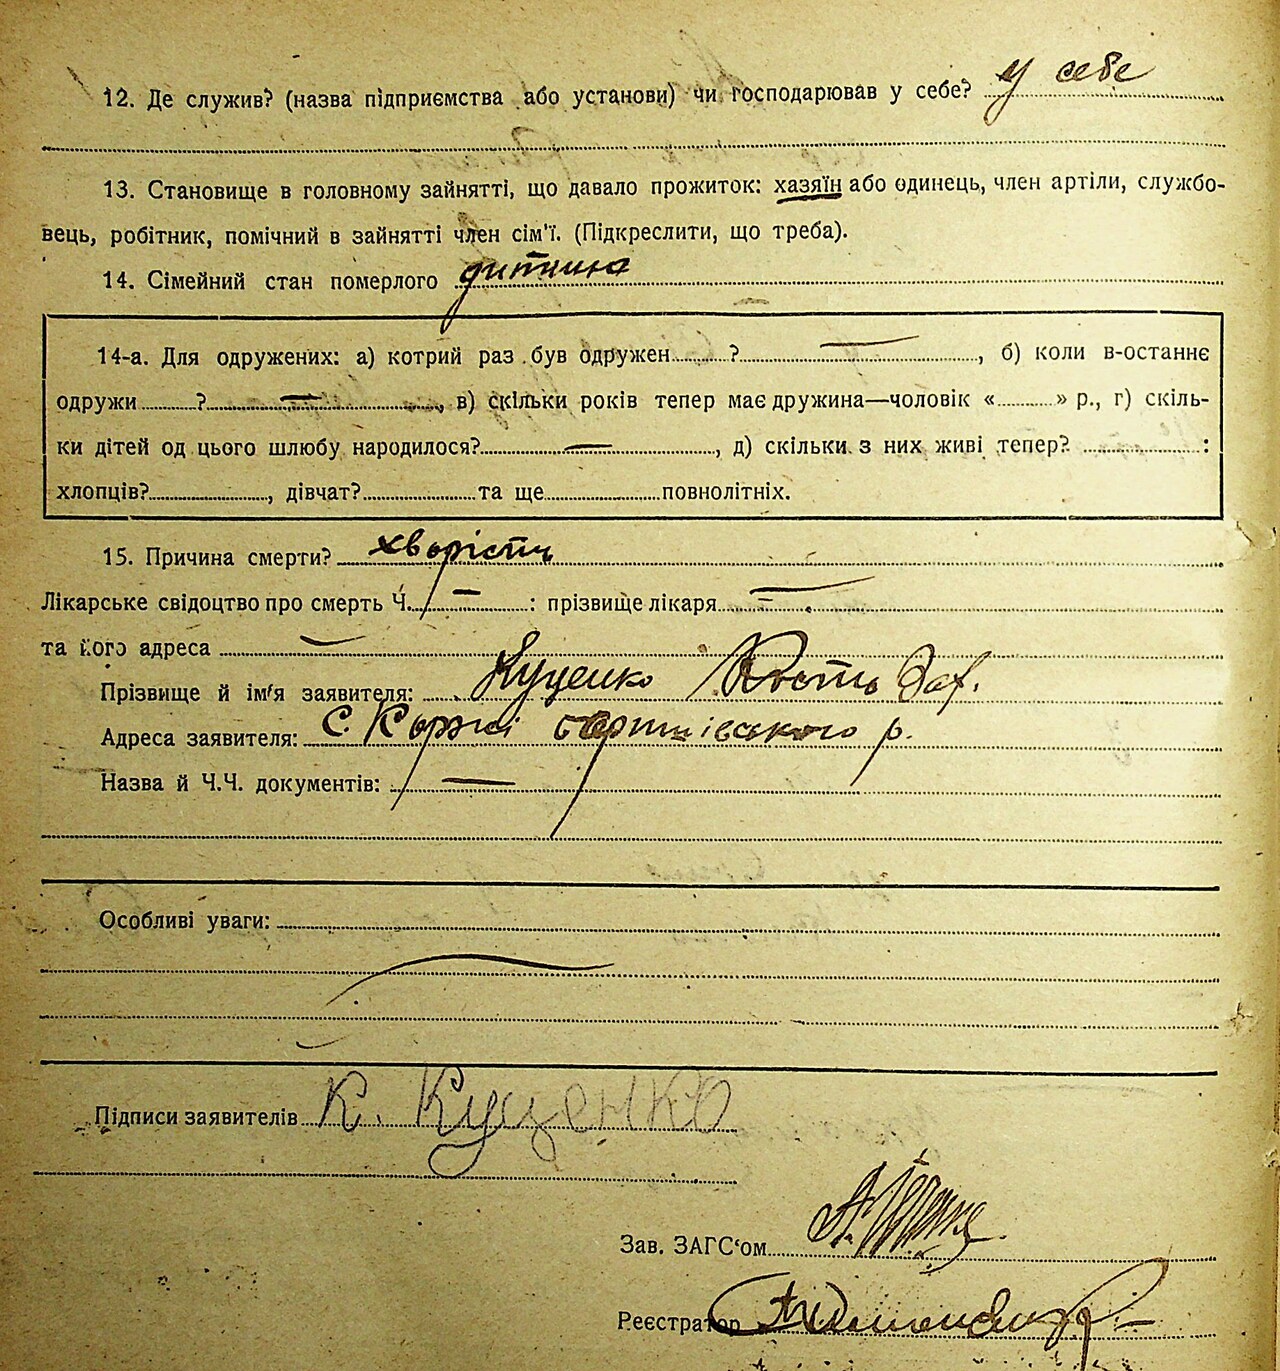 12. Де служив? (назва підприємства або установи) чи господарював у себе? у себе
13. Становище в головному зайнятті, що давало прожиток: хазяїн або одинець, член артіли, службо-
вець, робітник, помічний в зайнятті член сім'ї. (Підкреслити, що треба).
14. Сімейний стан померлого дитина
14-а. Для одружених: а) котрий раз був одружен..........?.........................., б) коли в-останнє
одружи..........?.........................., в) скільки років тепер має дружина—чоловік «...........» р., г) скіль-
ки дітей од цього шлюбу народилося?.........................., д) скільки з них живі тепер? ....................:
хлопців?...................., дівчат?....................та ще....................повнолітніх.
15. Причина смерти? хворість
Лікарське свідоцтво про смерть Ч. — : прізвище лікаря —
та його адреса —
Прізвище й ім'я заявителя: Куценко Кость Зах.
Адреса заявителя: с. Коржі р.
Назва й Ч.Ч. документів: —
Особливі уваги:
Підписи заявителів К. Куценко
Зав. ЗАГС'ом
Реєстратор